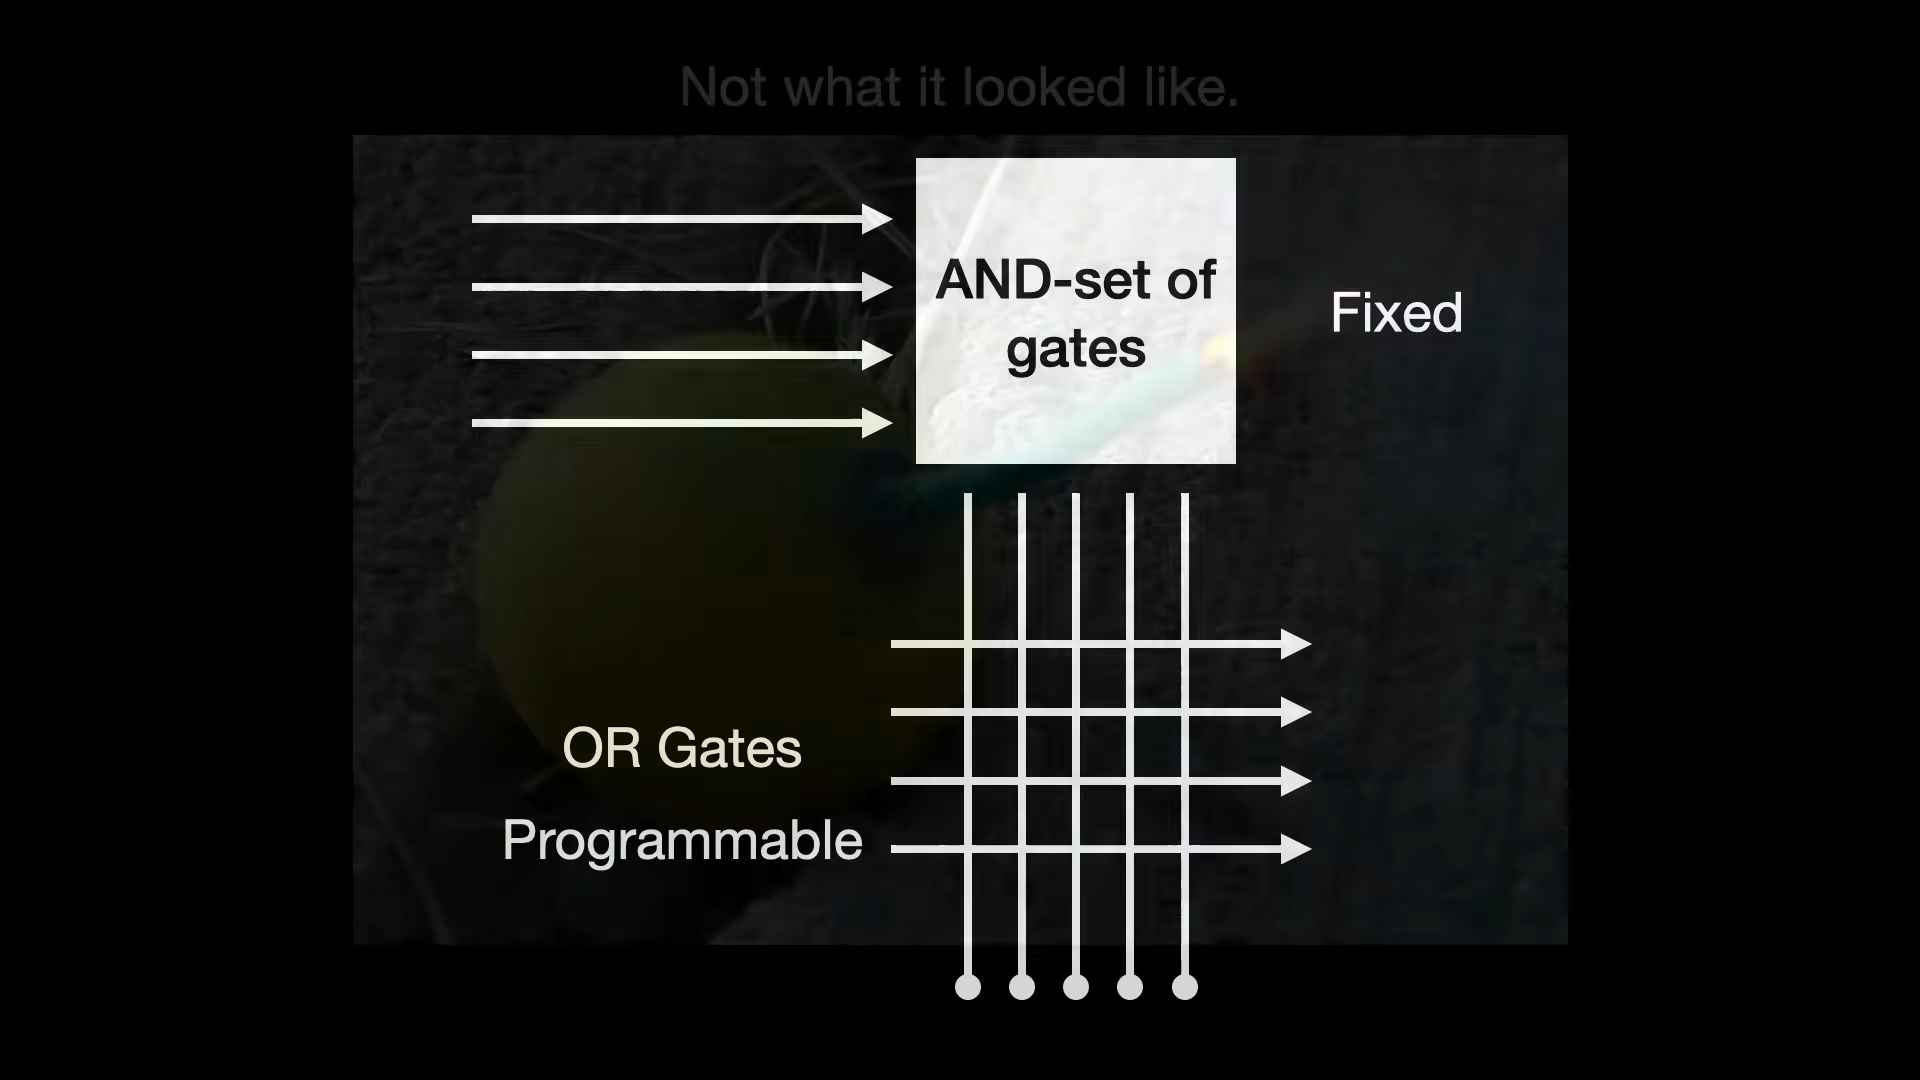 Not what it looked like.
AND-set of
gates
Fixed
OR Gates
Programmable